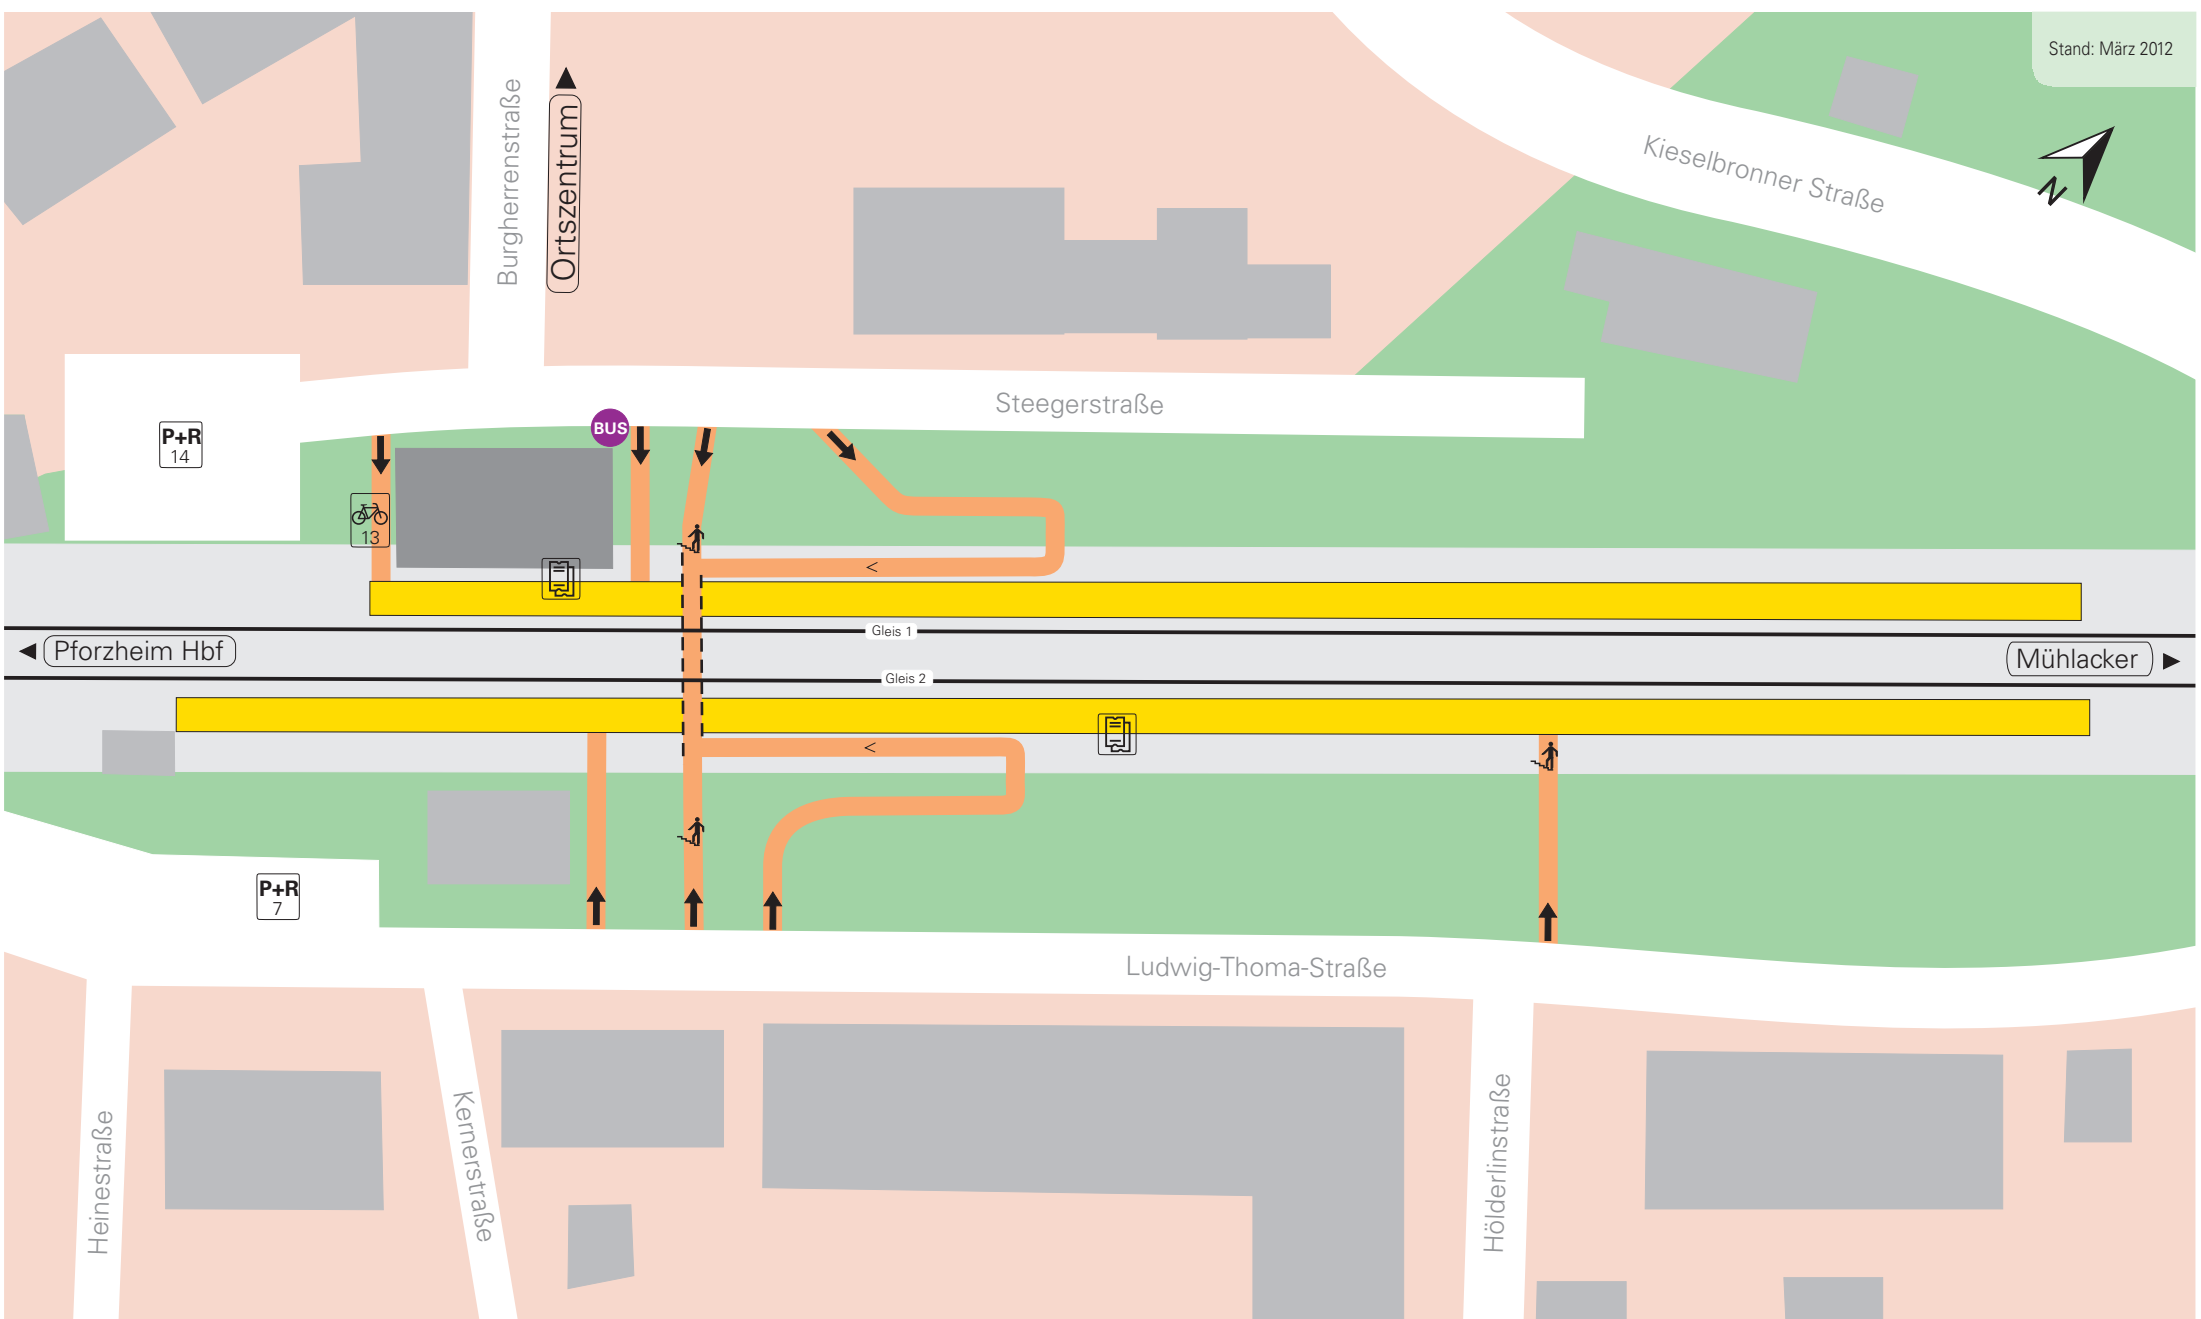 Stand: März 2012
N
Kieselbronner Straße
Burgherrenstraße
Ortszentrum
Steegerstraße
BUS
P+R
14
13
Gleis 1
Pforzheim Hbf
Mühlacker
Gleis 2
P+R
7
Ludwig-Thoma-Straße
Heinestraße
Kernerstraße
Hölderlinstraße